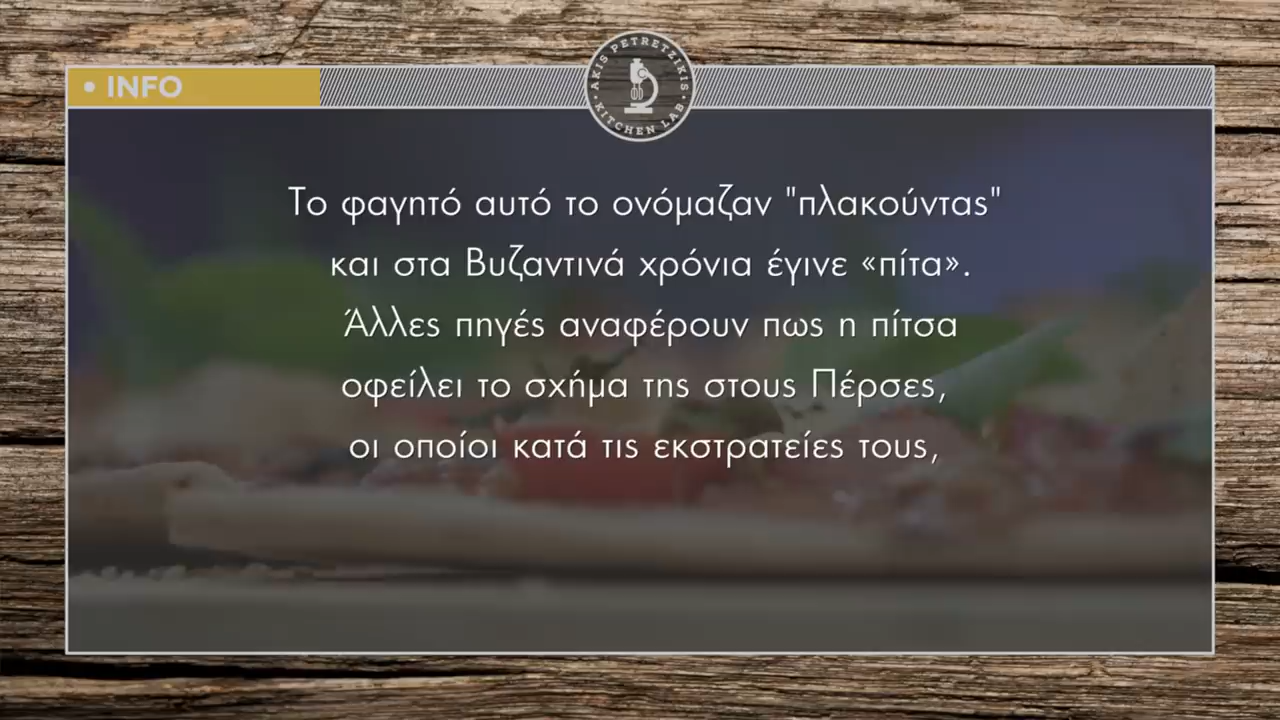 • INFO
AKIS PETRETZIKIS
• KITCHEN LAB •
Το φαγητό αυτό το ονόμαζαν "πλακούντας"
και στα Βυζαντινά χρόνια έγινε «πίτα».
Άλλες πηγές αναφέρουν πως η πίτσα
οφείλει το σχήμα της στους Πέρσες,
οι οποίοι κατά τις εκστρατείες τους,